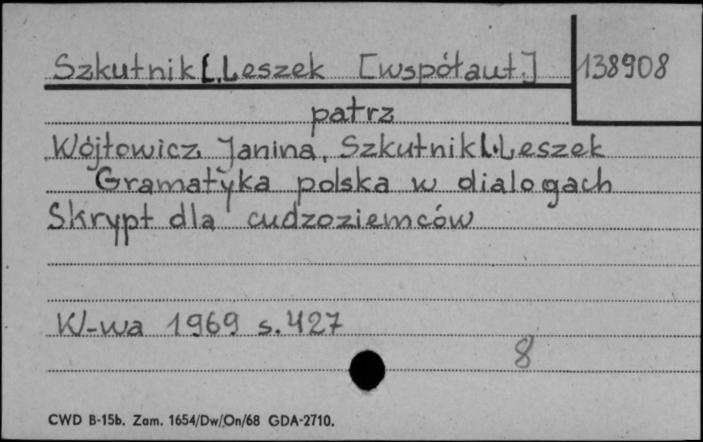 Szkutnik L. Leszek [współaut.] 138908
patrz
Wójtowicz Janina, Szkutnik L. Leszek
Gramatyka polska w dialogach
Skrypt dla cudzoziemców
W-wa 1969 s. 427
8
CWD B-15b. Zam. 1654/Dw/On/68 GDA-2710.